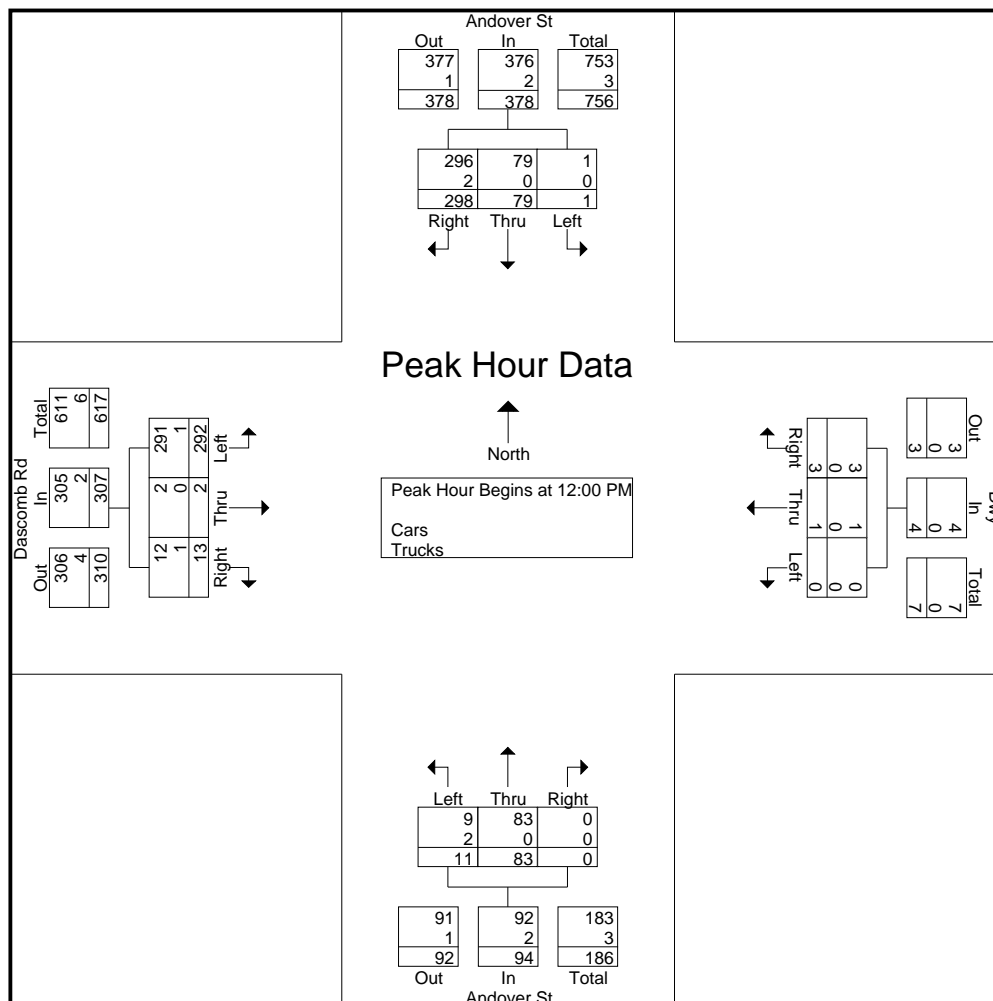 Andover St
Out In Total
377 376 753
1 2 3
378 378 756
296 79 1
2 0 0
298 79 1
Right Thru Left
Peak Hour Data
North
Peak Hour Begins at 12:00 PM
Cars
Trucks
Dascomb Rd
Out In Total
306 305 611
4 2 6
310 307 617
Right Thru Left
12 2 291
1 0 1
13 2 292
Dwy
Out In Total
3 4 7
0 0 0
3 4 7
Right Thru Left
3 1 0
0 0 0
3 1 0
Left Thru Right
9 83 0
2 0 0
11 83 0
91 92 183
1 2 3
92 94 186
Out In Total
Andover St